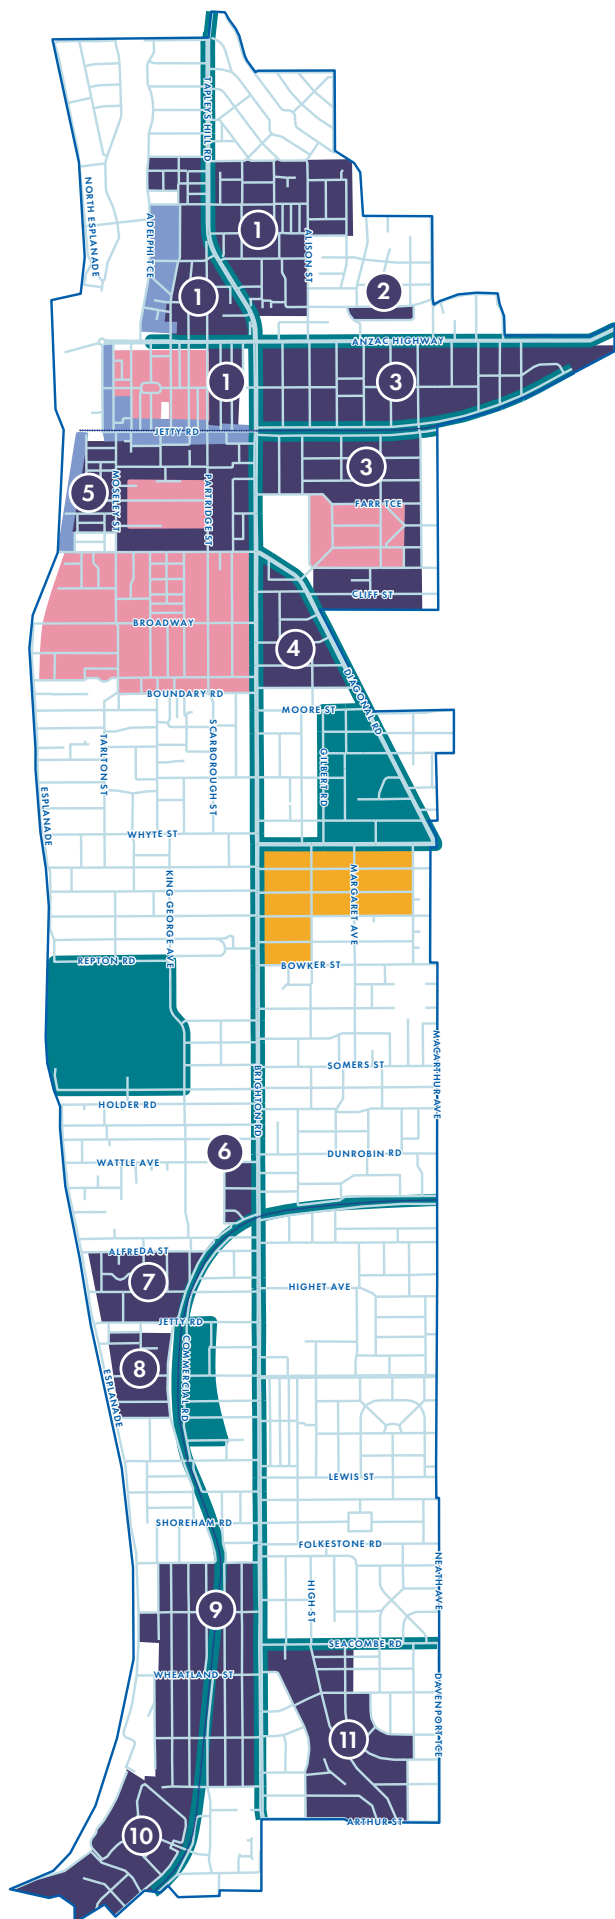 TAPLEYS HILL RD
NORTH ESPLANADE
ADELPHI TCE
1
ALISON ST
2
1
ANZAC HIGHWAY
1
3
JETTY RD
3
5
MOSELEY ST
PARTRIDGE ST
FARR TCE
CLIFF ST
BROADWAY
4
DIAGONAL RD
BOUNDARY RD
MOORE ST
TARLTON ST
SCARBOROUGH ST
GILBERT RD
ESPLANADE
WHYTE ST
KING GEORGE AVE
MARGARET AVE
REPTON RD
BOWKER ST
MACARTHUR AVE
BRIGHTON RD
SOMERS ST
HOLDER RD
6
DUNROBIN RD
WATTLE AVE
ALFREDA ST
7
HIGHET AVE
JETTY RD
COMMERCIAL RD
8
ESPLANADE
LEWIS ST
SHOREHAM RD
FOLKESTONE RD
NEATH AVE
HIGH ST
9
SEACOMBE RD
WHEATLAND ST
DAVENPORT TCE
11
ARTHUR ST
10